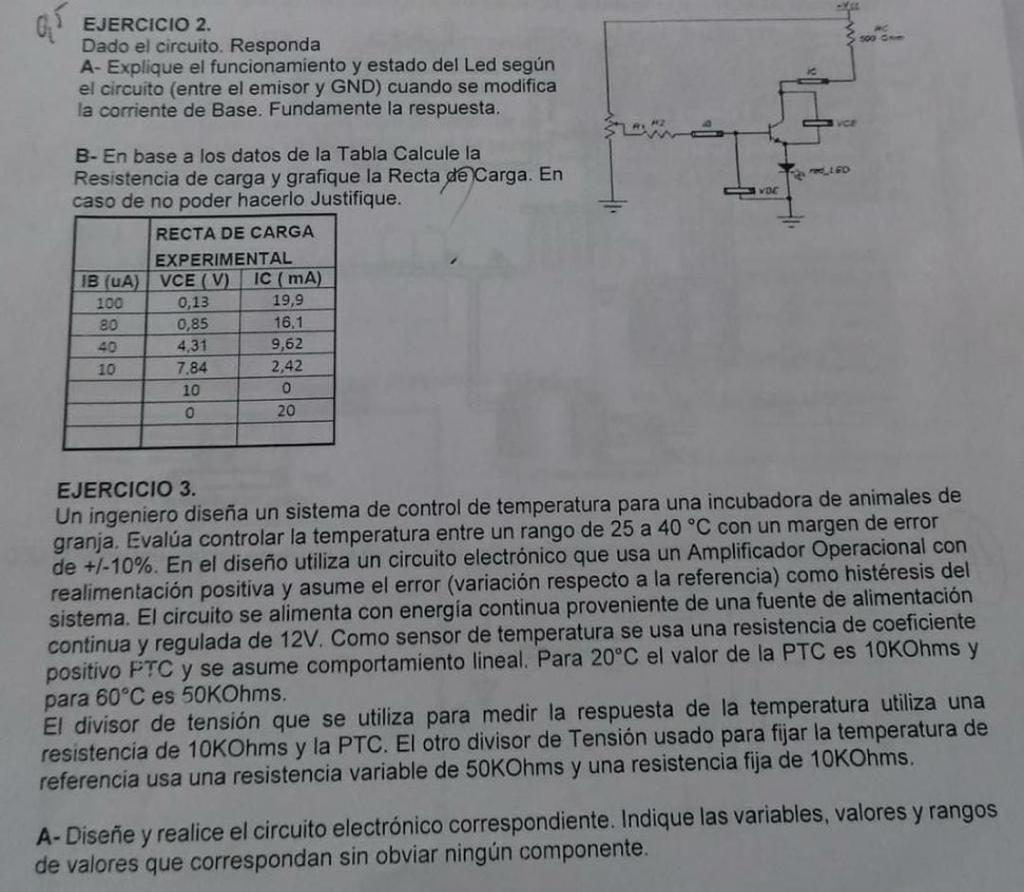 EJERCICIO 2.
Dado el circuito. Responda
A- Explique el funcionamiento y estado del Led según
el circuito (entre el emisor y GND) cuando se modifica
la corriente de Base. Fundamente la respuesta.
B- En base a los datos de la Tabla Calcule la
Resistencia de carga y grafique la Recta de Carga. En
caso de no poder hacerlo Justifique.
RECTA DE CARGA
EXPERIMENTAL
IB (uA) VCE ( V) IC ( mA)
100 0,13 19,9
80 0,85 16,1
40 4,31 9,62
10 7,84 2,42
10 0
0 20
+VCC
RC
500 Ohm
IC
R1 R2
VCE
red_LED
EJERCICIO 3.
Un ingeniero diseña un sistema de control de temperatura para una incubadora de animales de
granja. Evalúa controlar la temperatura entre un rango de 25 a 40 °C con un margen de error
de +/-10%. En el diseño utiliza un circuito electrónico que usa un Amplificador Operacional con
realimentación positiva y asume el error (variación respecto a la referencia) como histéresis del
sistema. El circuito se alimenta con energía continua proveniente de una fuente de alimentación
continua y regulada de 12V. Como sensor de temperatura se usa una resistencia de coeficiente
positivo PTC y se asume comportamiento lineal. Para 20°C el valor de la PTC es 10KOhms y
para 60°C es 50KOhms.
El divisor de tensión que se utiliza para medir la respuesta de la temperatura utiliza una
resistencia de 10KOhms y la PTC. El otro divisor de Tensión usado para fijar la temperatura de
referencia usa una resistencia variable de 50KOhms y una resistencia fija de 10KOhms.
A- Diseñe y realice el circuito electrónico correspondiente. Indique las variables, valores y rangos
de valores que correspondan sin obviar ningún componente.